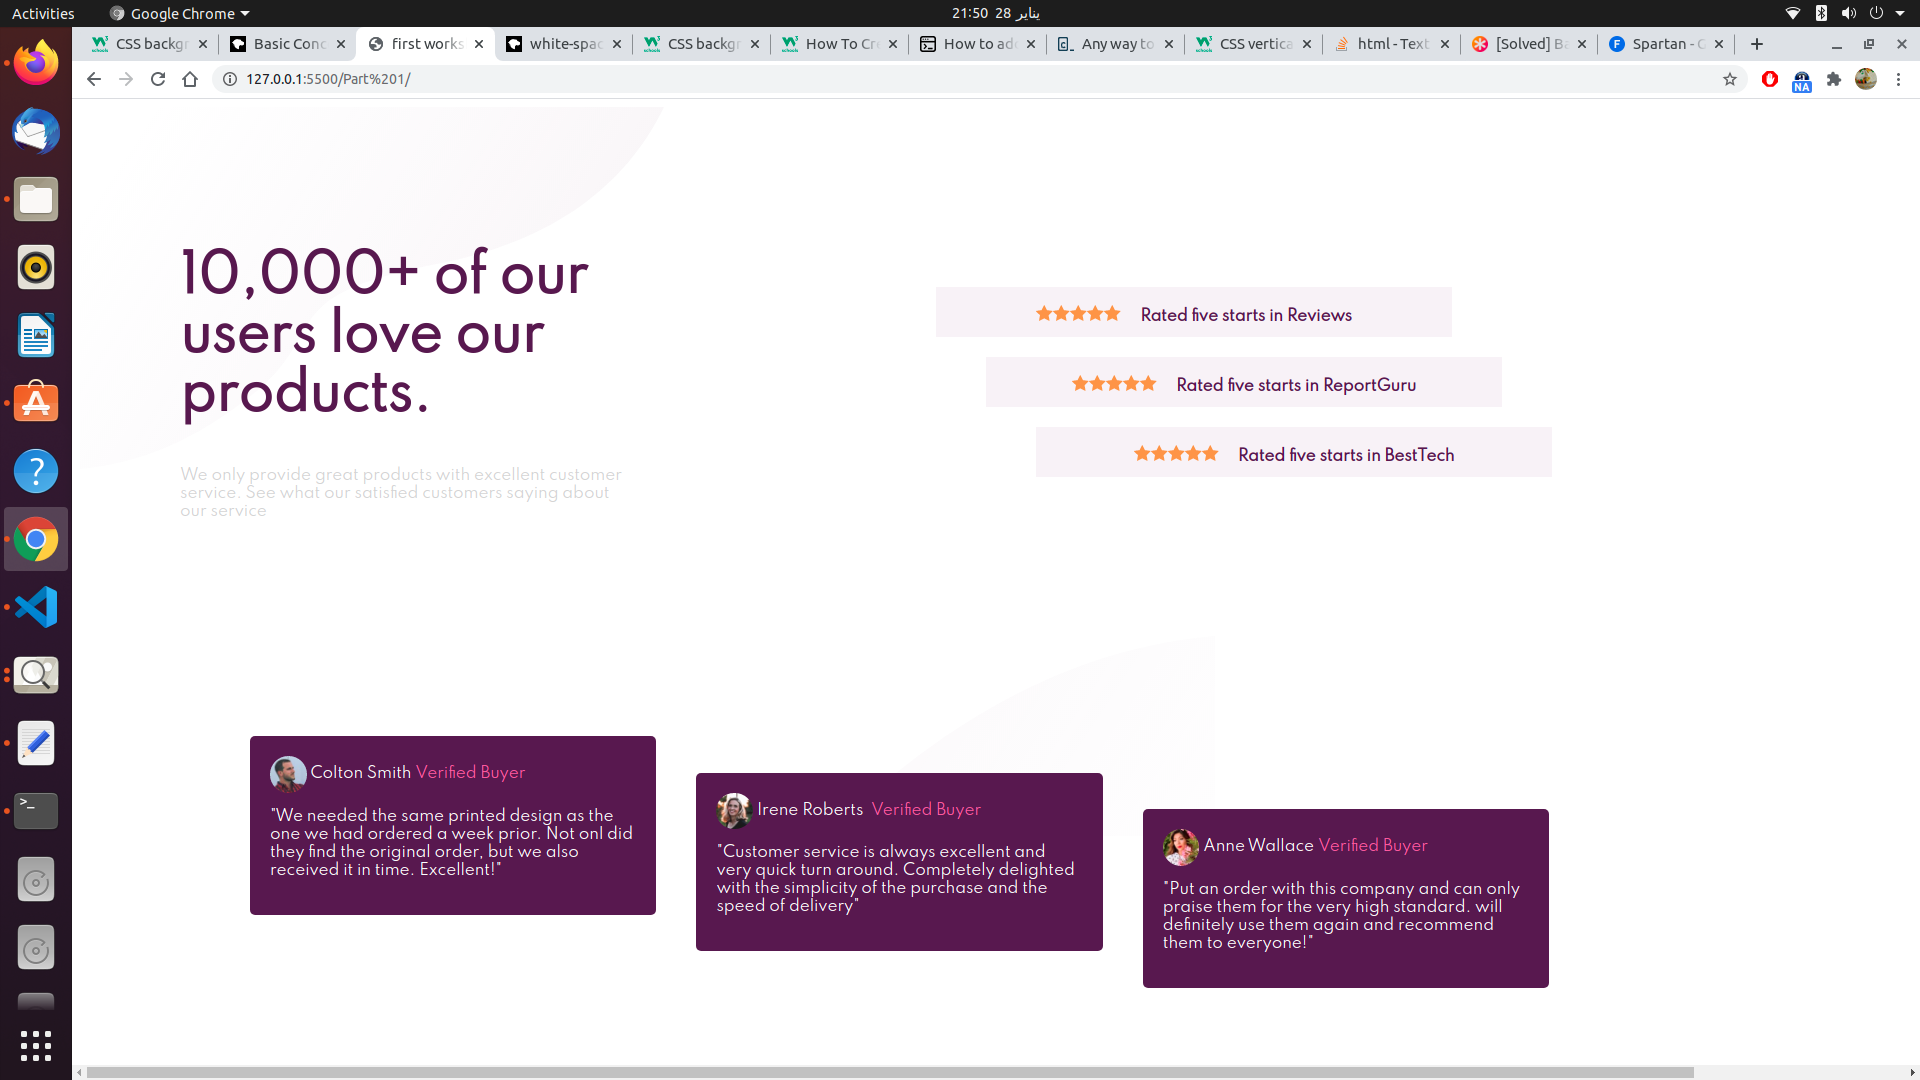 Activities
Google Chrome
21:50 28 يناير
CSS backgr
Basic Conc
first works
white-spac
CSS backgr
How To Cre
How to add
Any way to
CSS vertica
html - Text
[Solved] Ba
Spartan - G
127.0.0.1:5500/Part%201/
NA
10,000+ of our
users love our
products.
We only provide great products with excellent customer
service. See what our satisfied customers saying about
our service
Rated five starts in Reviews
Rated five starts in ReportGuru
Rated five starts in BestTech
Colton Smith Verified Buyer
"We needed the same printed design as the
one we had ordered a week prior. Not onl did
they find the original order, but we also
received it in time. Excellent!"
Irene Roberts Verified Buyer
"Customer service is always excellent and
very quick turn around. Completely delighted
with the simplicity of the purchase and the
speed of delivery"
Anne Wallace Verified Buyer
"Put an order with this company and can only
praise them for the very high standard. will
definitely use them again and recommend
them to everyone!"